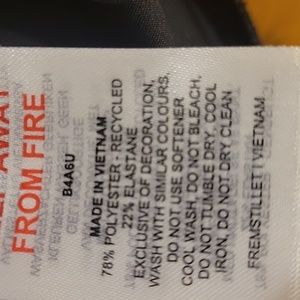 AWAY
FROM FIRE
B4A6U
MADE IN VIETNAM
78% POLYESTER - RECYCLED
22% ELASTANE
EXCLUSIVE OF DECORATION,
WASH WITH SIMILAR COLOURS,
DO NOT USE SOFTENER
COOL WASH, DO NOT BLEACH,
DO NOT TUMBLE DRY, COOL
IRON, DO NOT DRY CLEAN
FREMSTILLET I VIETNAM